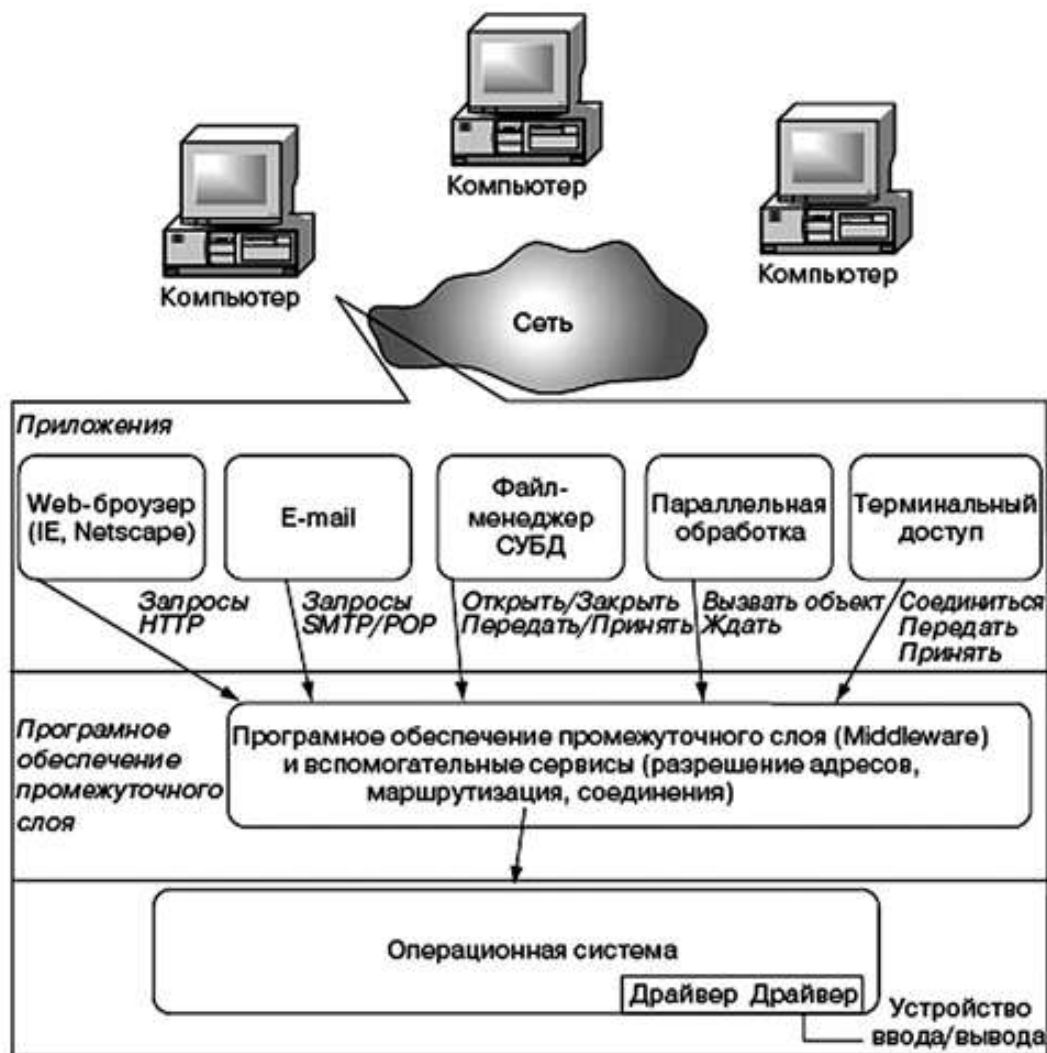 Компьютер
Компьютер
Компьютер
Сеть
Приложения
Web-броузер
(IE, Netscape)
E-mail
Файл-
менеджер
СУБД
Параллельная
обработка
Терминальный
доступ
Запросы
HTTP
Запросы
SMTP/POP
Открыть/Закрыть
Передать/Принять
Вызвать объект
Ждать
Соединиться
Передать
Принять
Програмное
обеспечение
промежуточного
слоя
Програмное обеспечение промежуточного слоя (Middleware)
и вспомогательные сервисы (разрешение адресов,
маршрутизация, соединения)
Операционная система
Драйвер Драйвер
Устройство
ввода/вывода